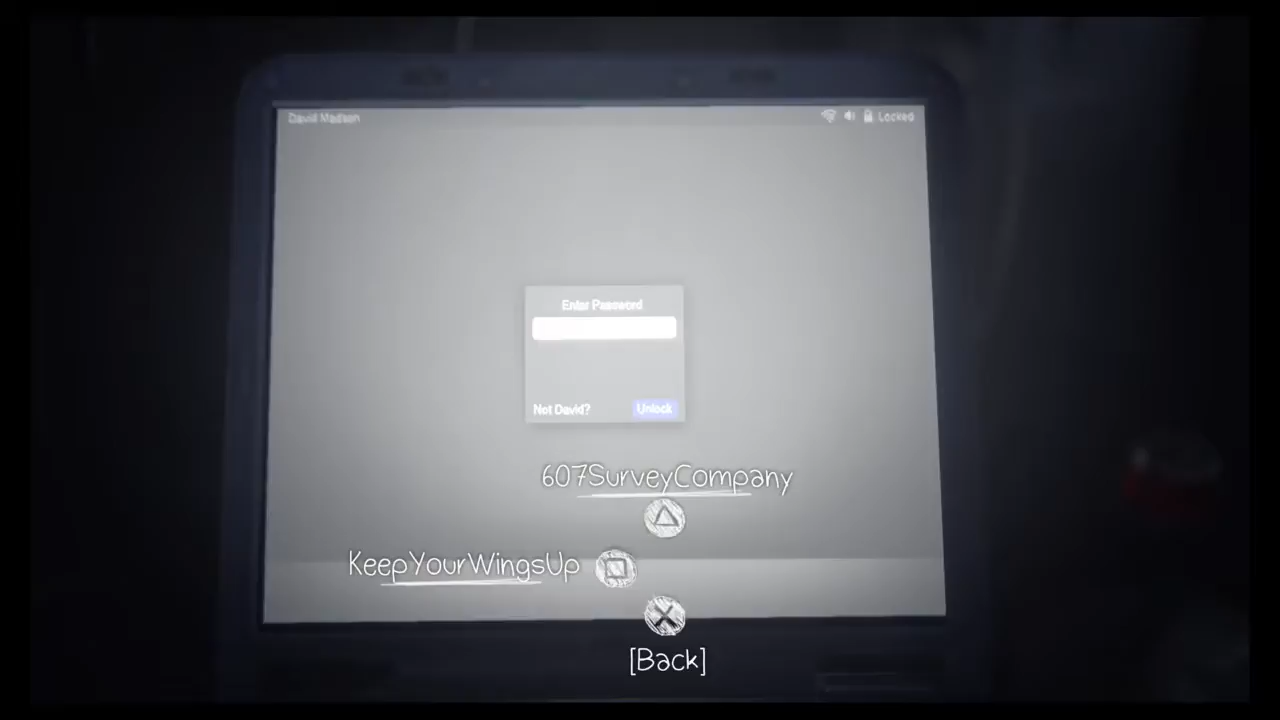 David Madsen
Locked
Enter Password
Not David?
Unlock
607SurveyCompany
KeepYourWingsUp
[Back]